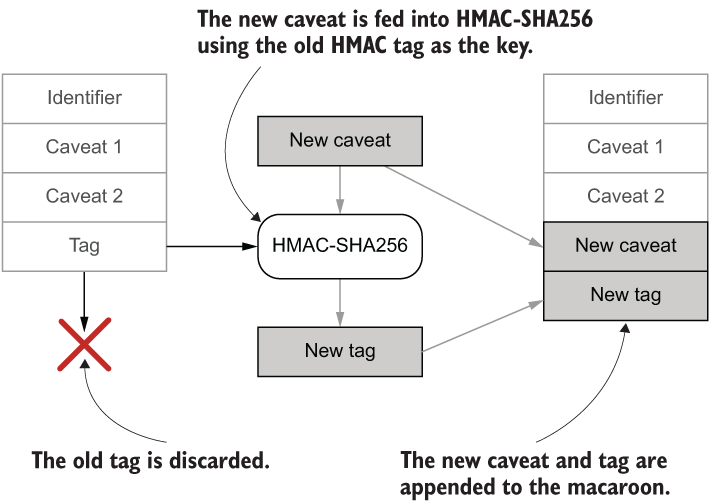 The new caveat is fed into HMAC-SHA256
using the old HMAC tag as the key.
Identifier
Caveat 1
Caveat 2
Tag
New caveat
HMAC-SHA256
New tag
Identifier
Caveat 1
Caveat 2
New caveat
New tag
The old tag is discarded.
The new caveat and tag are
appended to the macaroon.